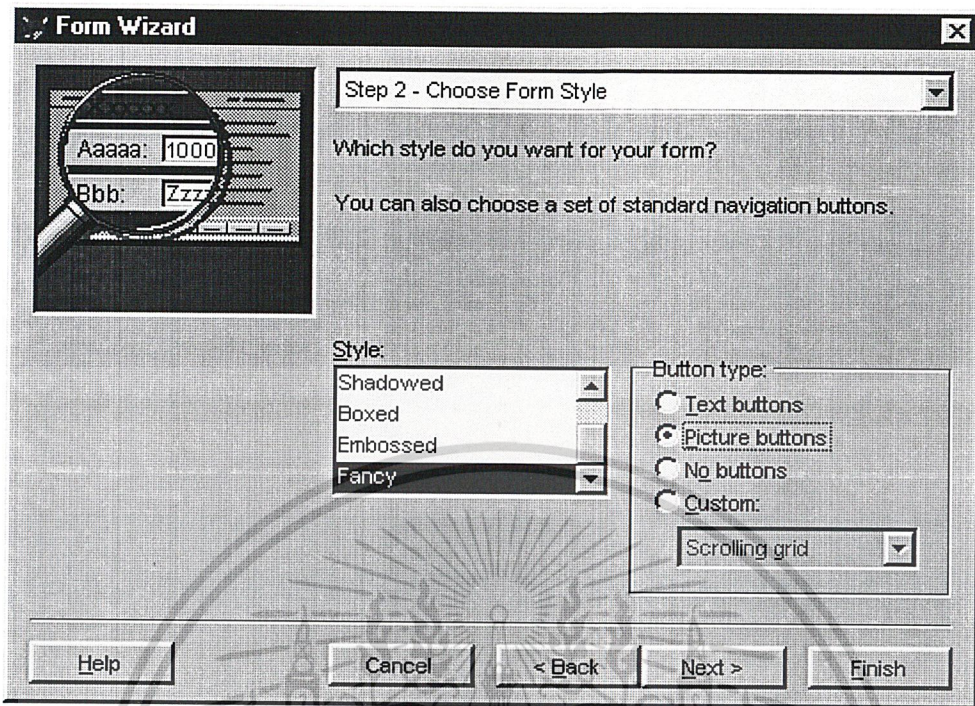 Form Wizard
Step 2 - Choose Form Style
Aaaaa: 1000
Bbb: Zzzz
Which style do you want for your form?
You can also choose a set of standard navigation buttons.
Style:
Shadowed
Boxed
Embossed
Fancy
Button type:
Text buttons
Picture buttons
No buttons
Custom:
Scrolling grid
Help
Cancel
< Back
Next >
Finish